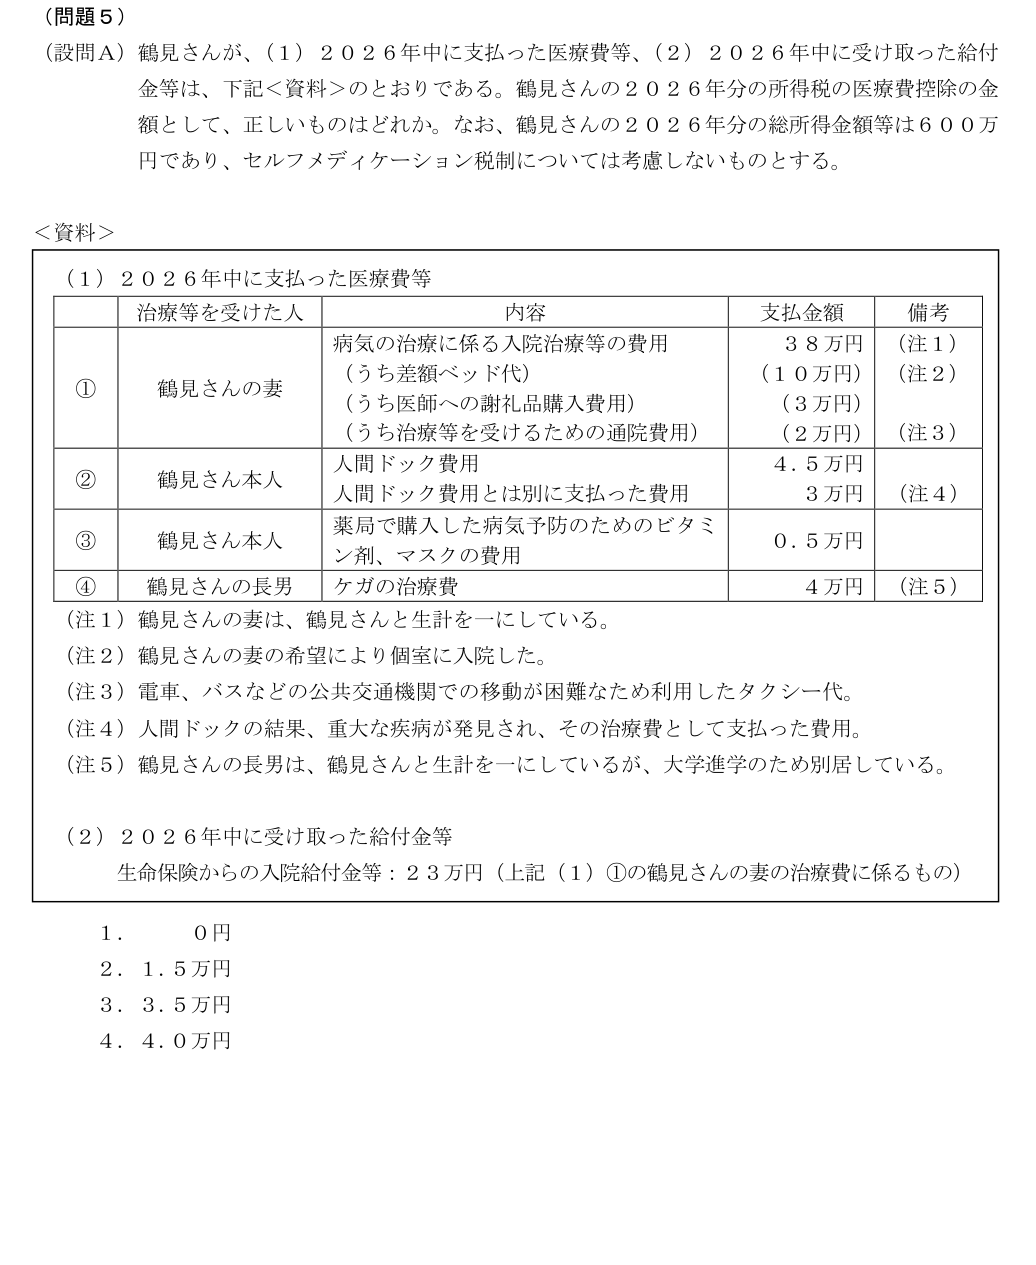 （問題５）
（設問Ａ）鶴見さんが、（１）２０２６年中に支払った医療費等、（２）２０２６年中に受け取った給付
金等は、下記＜資料＞のとおりである。鶴見さんの２０２６年分の所得税の医療費控除の金
額として、正しいものはどれか。なお、鶴見さんの２０２６年分の総所得金額等は６００万
円であり、セルフメディケーション税制については考慮しないものとする。
＜資料＞
（１）２０２６年中に支払った医療費等
治療等を受けた人 内容 支払金額 備考
① 鶴見さんの妻 病気の治療に係る入院治療等の費用 ３８万円 （注１）
（うち差額ベッド代） （１０万円） （注２）
（うち医師への謝礼品購入費用） （３万円）
（うち治療等を受けるための通院費用） （２万円） （注３）
② 鶴見さん本人 人間ドック費用 ４．５万円
人間ドック費用とは別に支払った費用 ３万円 （注４）
③ 鶴見さん本人 薬局で購入した病気予防のためのビタミ
ン剤、マスクの費用 ０．５万円
④ 鶴見さんの長男 ケガの治療費 ４万円 （注５）
（注１）鶴見さんの妻は、鶴見さんと生計を一にしている。
（注２）鶴見さんの妻の希望により個室に入院した。
（注３）電車、バスなどの公共交通機関での移動が困難なため利用したタクシー代。
（注４）人間ドックの結果、重大な疾病が発見され、その治療費として支払った費用。
（注５）鶴見さんの長男は、鶴見さんと生計を一にしているが、大学進学のため別居している。
（２）２０２６年中に受け取った給付金等
生命保険からの入院給付金等：２３万円（上記（１）①の鶴見さんの妻の治療費に係るもの）
１． ０円
２．１．５万円
３．３．５万円
４．４．０万円